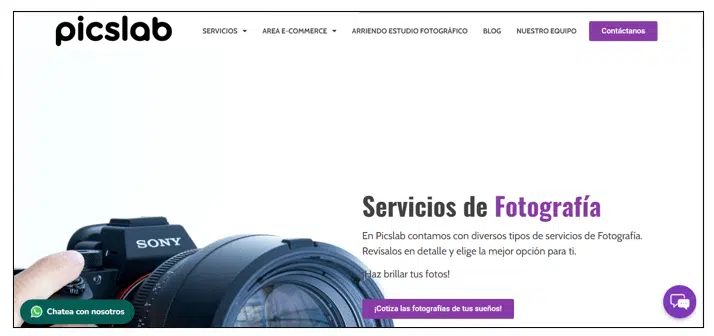 picslab
SERVICIOS
AREA E-COMMERCE
ARRIENDO ESTUDIO FOTOGRÁFICO
BLOG
NUESTRO EQUIPO
Contáctanos
SONY
Servicios de Fotografía
En Picslab contamos con diversos tipos de servicios de Fotografía.
Revísalos en detalle y elige la mejor opción para ti.
¡Haz brillar tus fotos!
¡Cotiza las fotografías de tus sueños!
Chatea con nosotros